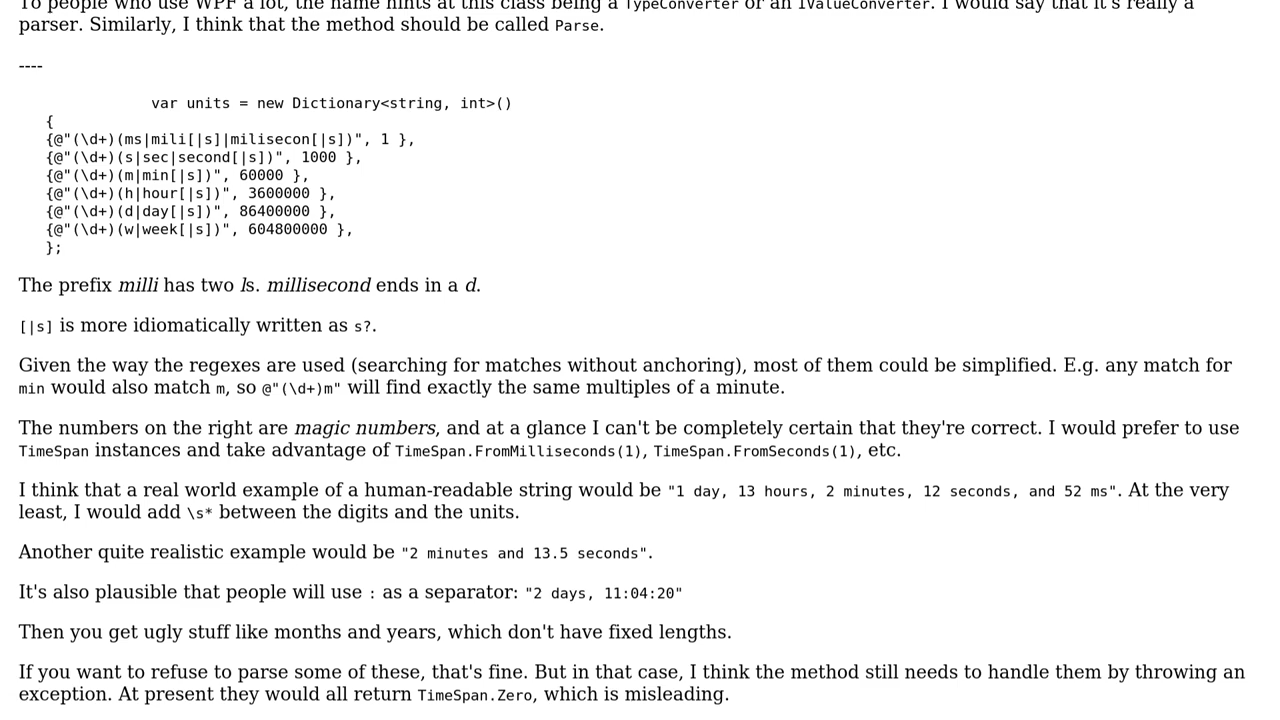 To people who use WPF a lot, the name hints at this class being a TypeConverter or an IValueConverter. I would say that it's really a
parser. Similarly, I think that the method should be called Parse.
----
var units = new Dictionary<string, int>()
{
{@"(\d+)(ms|mili[|s]|milisecon[|s])", 1 },
{@"(\d+)(s|sec|second[|s])", 1000 },
{@"(\d+)(m|min[|s])", 60000 },
{@"(\d+)(h|hour[|s])", 3600000 },
{@"(\d+)(d|day[|s])", 86400000 },
{@"(\d+)(w|week[|s])", 604800000 },
};
The prefix milli has two ls. millisecond ends in a d.
[|s] is more idiomatically written as s?.
Given the way the regexes are used (searching for matches without anchoring), most of them could be simplified. E.g. any match for
min would also match m, so @"(\d+)m" will find exactly the same multiples of a minute.
The numbers on the right are magic numbers, and at a glance I can't be completely certain that they're correct. I would prefer to use
TimeSpan instances and take advantage of TimeSpan.FromMilliseconds(1), TimeSpan.FromSeconds(1), etc.
I think that a real world example of a human-readable string would be "1 day, 13 hours, 2 minutes, 12 seconds, and 52 ms". At the very
least, I would add \s* between the digits and the units.
Another quite realistic example would be "2 minutes and 13.5 seconds".
It's also plausible that people will use : as a separator: "2 days, 11:04:20"
Then you get ugly stuff like months and years, which don't have fixed lengths.
If you want to refuse to parse some of these, that's fine. But in that case, I think the method still needs to handle them by throwing an
exception. At present they would all return TimeSpan.Zero, which is misleading.